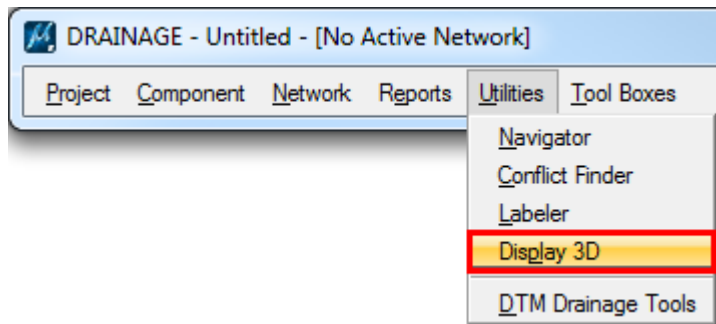 DRAINAGE - Untitled - [No Active Network]
Project Component Network Reports Utilities Tool Boxes
Navigator
Conflict Finder
Labeler
Display 3D
DTM Drainage Tools